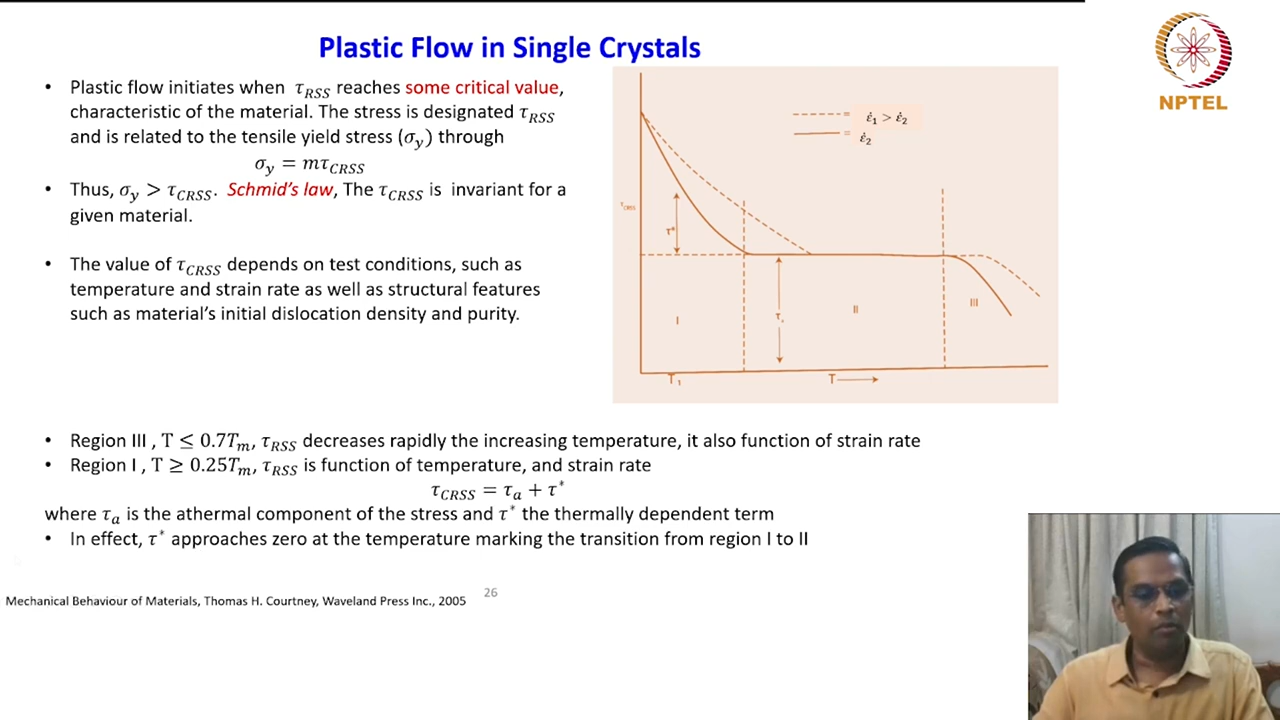 Plastic Flow in Single Crystals
NPTEL
• Plastic flow initiates when τ_RSS reaches some critical value,
characteristic of the material. The stress is designated τ_RSS
and is related to the tensile yield stress (σ_y) through
σ_y = mτ_CRSS
• Thus, σ_y > τ_CRSS. Schmid's law, The τ_CRSS is invariant for a
given material.
• The value of τ_CRSS depends on test conditions, such as
temperature and strain rate as well as structural features
such as material's initial dislocation density and purity.
= ε̇₁ > ε̇₂
= ε̇₂
τ_CRSS
τ*
I
II
III
T₁
T
• Region III , T ≤ 0.7T_m, τ_RSS decreases rapidly the increasing temperature, it also function of strain rate
• Region I , T ≥ 0.25T_m, τ_RSS is function of temperature, and strain rate
τ_CRSS = τ_a + τ*
where τ_a is the athermal component of the stress and τ* the thermally dependent term
• In effect, τ* approaches zero at the temperature marking the transition from region I to II
26
Mechanical Behaviour of Materials, Thomas H. Courtney, Waveland Press Inc., 2005